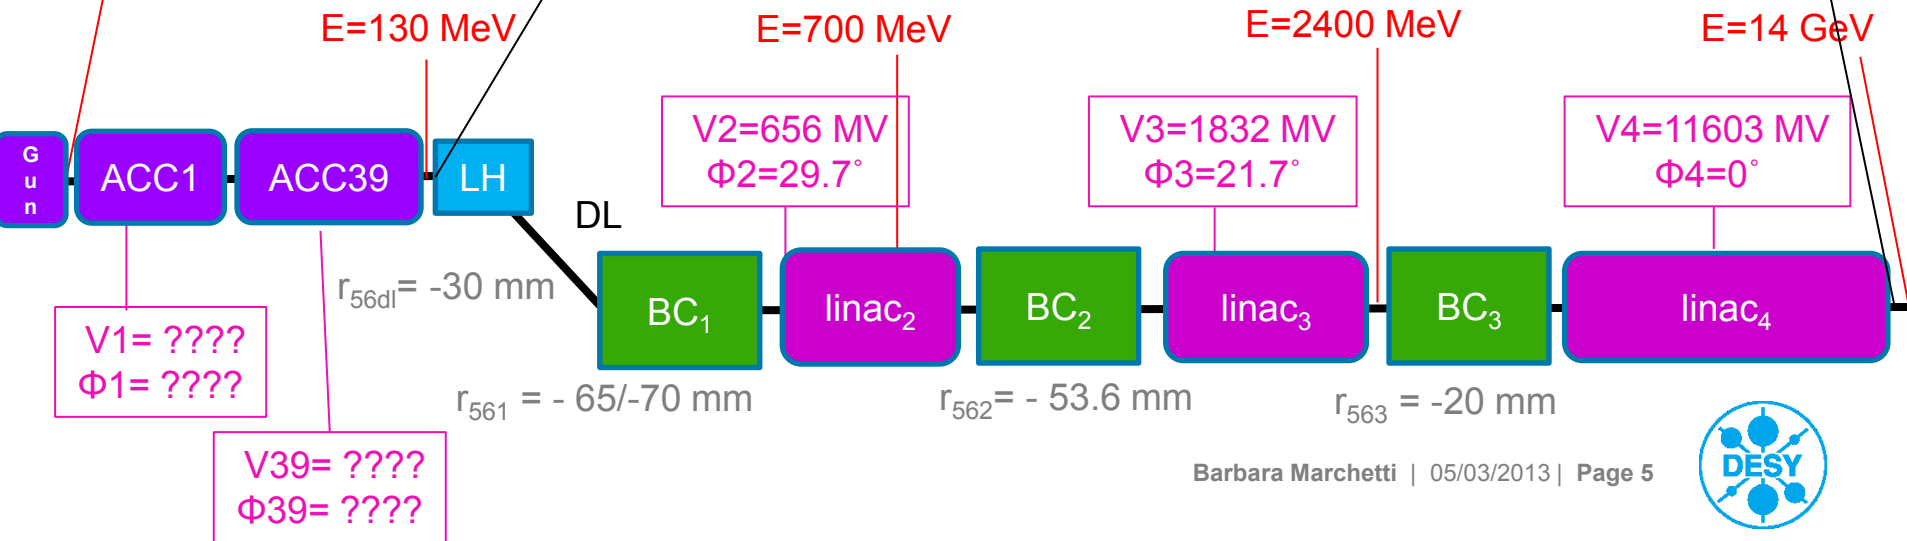 E=130 MeV
E=700 MeV
E=2400 MeV
E=14 GeV
V2=656 MV
Φ2=29.7°
V3=1832 MV
Φ3=21.7°
V4=11603 MV
Φ4=0°
Gun
ACC1
ACC39
LH
DL
r56dl= -30 mm
BC1
linac2
BC2
linac3
BC3
linac4
V1= ????
Φ1= ????
r561 = - 65/-70 mm
r562= - 53.6 mm
r563 = -20 mm
V39= ????
Φ39= ????
Barbara Marchetti | 05/03/2013 | Page 5
DESY